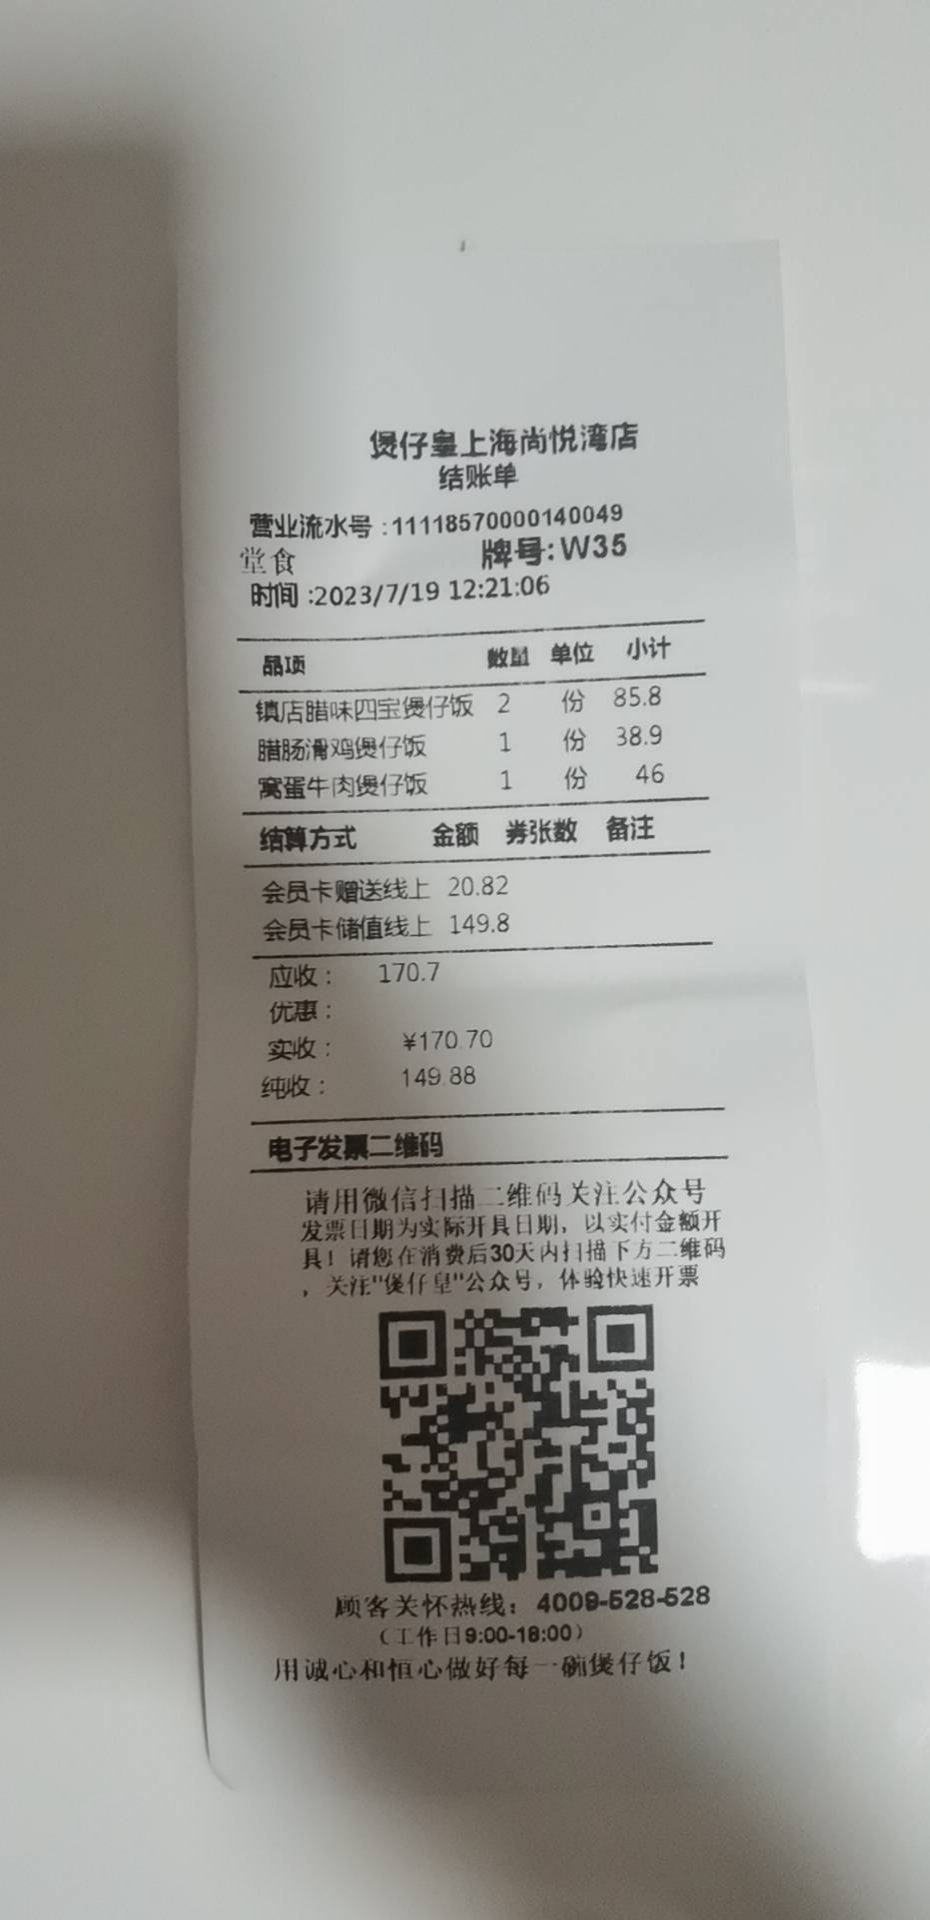 煲仔皇上海尚悦湾店
结账单
营业流水号:11118570000140049
堂食 牌号:W35
时间:2023/7/19 12:21:06
品项 数量 单位 小计
镇店腊味四宝煲仔饭 2 份 85.8
腊肠滑鸡煲仔饭 1 份 38.9
窝蛋牛肉煲仔饭 1 份 46
结算方式 金额 券张数 备注
会员卡赠送线上 20.82
会员卡储值线上 149.8
应收: 170.7
优惠:
实收: ¥170.70
纯收: 149.88
电子发票二维码
请用微信扫描二维码关注公众号
发票日期为实际开具日期，以实付金额开
具！请您在消费后30天内扫描下方二维码
，关注"煲仔皇"公众号，体验快速开票
顾客关怀热线：4009-528-528
（工作日9:00-18:00）
用诚心和恒心做好每一碗煲仔饭！